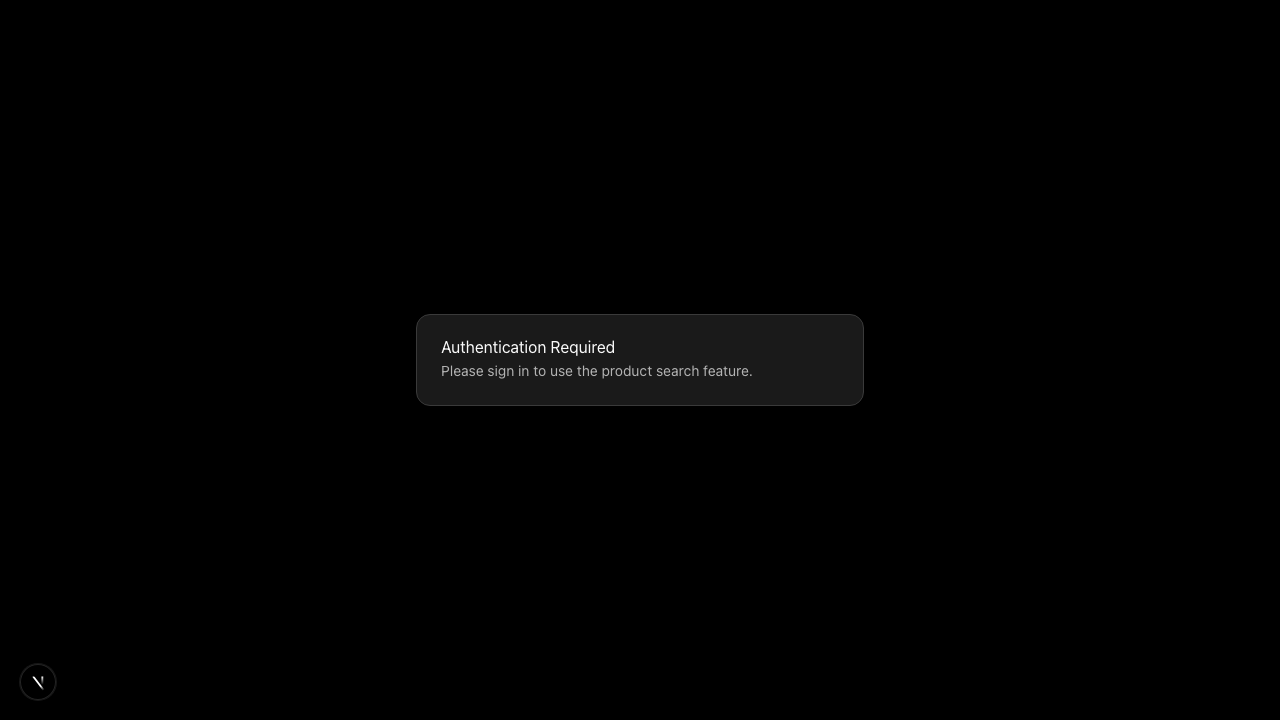 Authentication Required
Please sign in to use the product search feature.
N